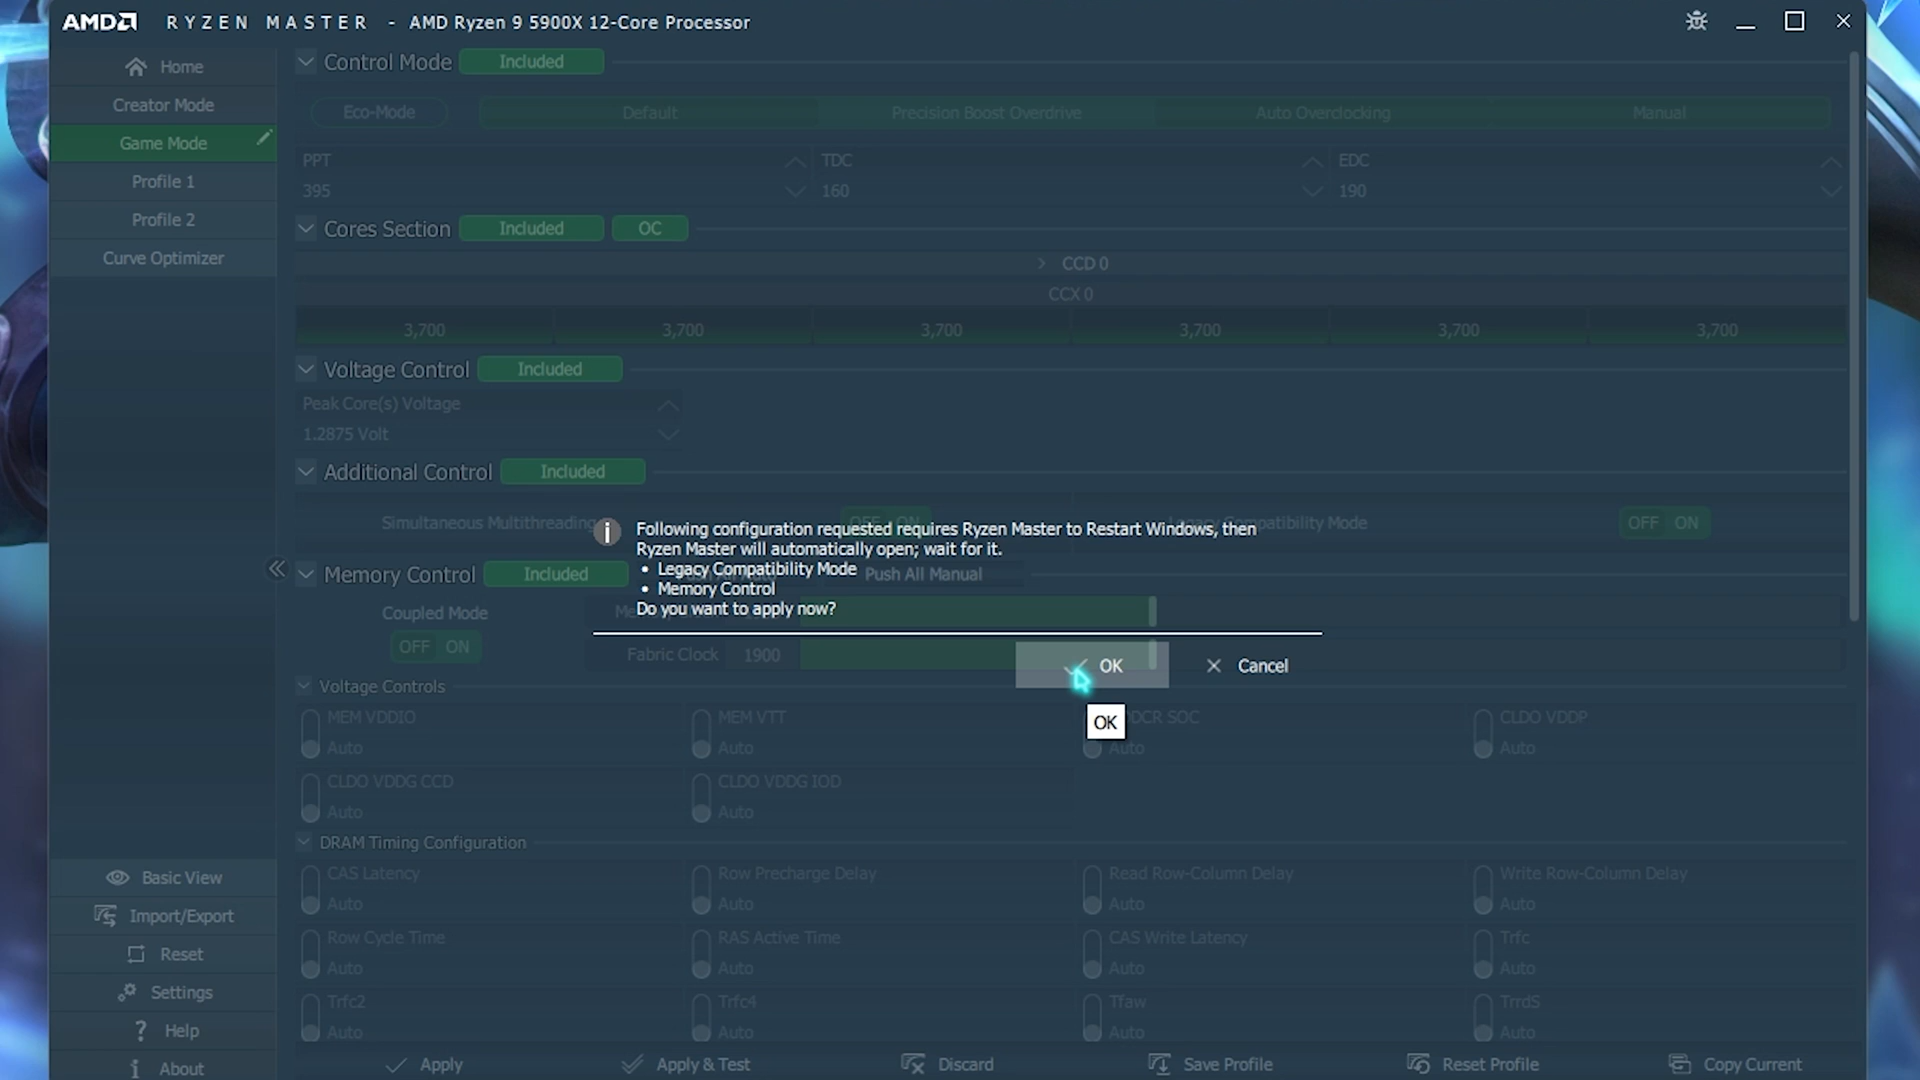 AMD RYZEN MASTER - AMD Ryzen 9 5900X 12-Core Processor
Home
Creator Mode
Game Mode
Profile 1
Profile 2
Curve Optimizer
Basic View
Import/Export
Reset
Settings
Help
About
Control Mode Included
Eco-Mode Default Precision Boost Overdrive Auto Overclocking Manual
PPT TDC EDC
395 160 190
Cores Section Included OC
CCD 0
CCX 0
3,700 3,700 3,700 3,700 3,700 3,700
Voltage Control Included
Peak Core(s) Voltage
1.2875 Volt
Additional Control Included
Simultaneous Multithreading OFF ON Legacy Compatibility Mode OFF ON
Following configuration requested requires Ryzen Master to Restart Windows, then
Ryzen Master will automatically open; wait for it.
• Legacy Compatibility Mode
• Memory Control
Do you want to apply now?
OK Cancel
OK
Memory Control Included Push All Manual
Coupled Mode
OFF ON
Fabric Clock 1900
Voltage Controls
MEM VDDIO MEM VTT CLDO VDDP
Auto Auto Auto Auto
CLDO VDDG CCD CLDO VDDG IOD
Auto Auto
DRAM Timing Configuration
CAS Latency Row Precharge Delay Read Row-Column Delay Write Row-Column Delay
Auto Auto Auto Auto
Row Cycle Time RAS Active Time CAS Write Latency Trfc
Auto Auto Auto Auto
Trfc2 Trfc4 Tfaw TrrdS
Auto Auto Auto Auto
Apply Apply & Test Discard Save Profile Reset Profile Copy Current